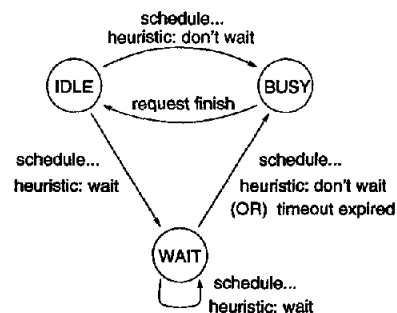 schedule...
heuristic: don't wait
IDLE
BUSY
request finish
schedule...
heuristic: wait
schedule...
heuristic: don't wait
(OR) timeout expired
WAIT
schedule...
heuristic: wait